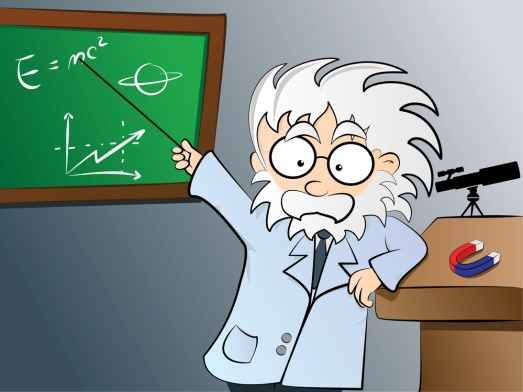 E = mc²